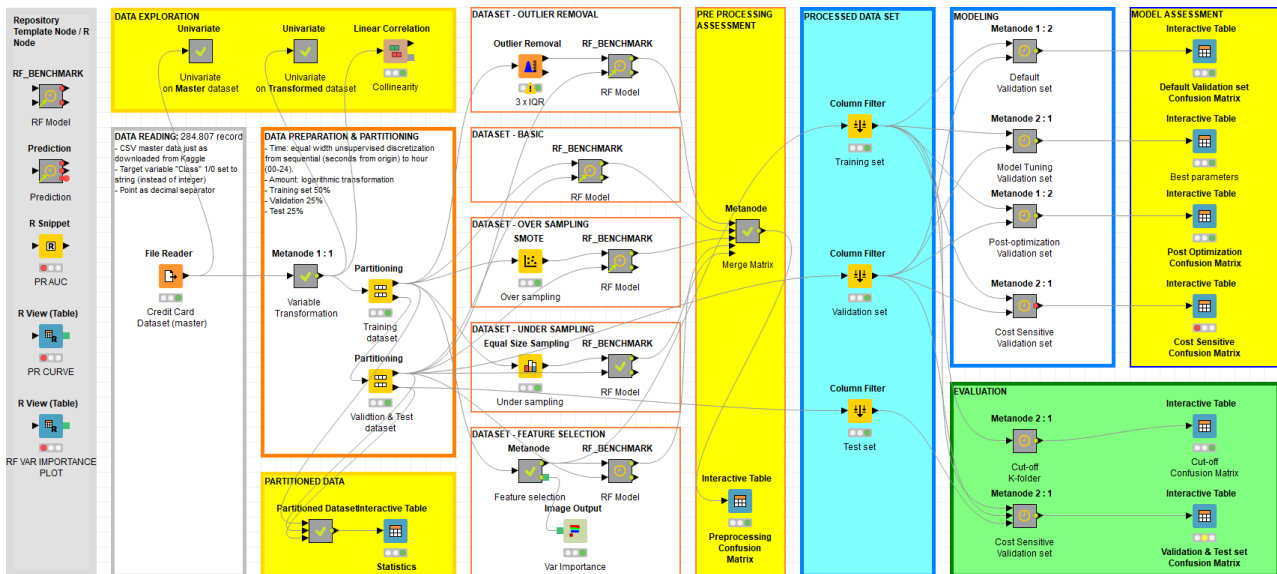 Repository
Template Node / R
Node
RF_BENCHMARK
RF Model
Prediction
Prediction
R Snippet
R
PR AUC
R View (Table)
R
PR CURVE
R View (Table)
R
RF VAR IMPORTANCE
PLOT
DATA EXPLORATION
Univariate
Univariate
on Master dataset
Univariate
Univariate
on Transformed dataset
Linear Correlation
Collinearity
DATA READING: 284.807 record
- CSV master data just as
downloaded from Kaggle
- Target variable "Class" 1/0 set to
string (instead of integer)
- Point as decimal separator
File Reader
Credit Card
Dataset (master)
DATA PREPARATION & PARTITIONING
- Time: equal width unsupervised discretization
from sequential (seconds from origin) to hour
(00-24).
- Amount: logarithmic transformation
- Training set 50%
- Validation 25%
- Test 25%
Metanode 1 : 1
Variable
Transformation
Partitioning
Training
dataset
Partitioning
Validtion & Test
dataset
PARTITIONED DATA
Partitioned Dataset
Interactive Table
Statistics
DATASET - OUTLIER REMOVAL
Outlier Removal
3 x IQR
RF_BENCHMARK
RF Model
DATASET - BASIC
RF_BENCHMARK
RF Model
DATASET - OVER SAMPLING
SMOTE
Over sampling
RF_BENCHMARK
RF Model
DATASET - UNDER SAMPLING
Equal Size Sampling
Under sampling
RF_BENCHMARK
RF Model
DATASET - FEATURE SELECTION
Metanode
Feature selection
RF_BENCHMARK
RF Model
Image Output
Var Importance
PRE PROCESSING
ASSESSMENT
Metanode
Merge Matrix
Interactive Table
Preprocessing
Confusion
Matrix
PROCESSED DATA SET
Column Filter
Training set
Column Filter
Validation set
Column Filter
Test set
MODELING
Metanode 1 : 2
Default
Validation set
Metanode 2 : 1
Model Tuning
Validation set
Metanode 1 : 2
Post-optimization
Validation set
Metanode 2 : 1
Cost Sensitive
Validation set
MODEL ASSESSMENT
Interactive Table
Default Validation set
Confusion Matrix
Interactive Table
Best parameters
Interactive Table
Post Optimization
Confusion Matrix
Interactive Table
Cost Sensitive
Confusion Matrix
EVALUATION
Metanode 2 : 1
Cut-off
K-folder
Interactive Table
Cut-off
Confusion Matrix
Metanode 2 : 1
Cost Sensitive
Validation set
Interactive Table
Validation & Test set
Confusion Matrix